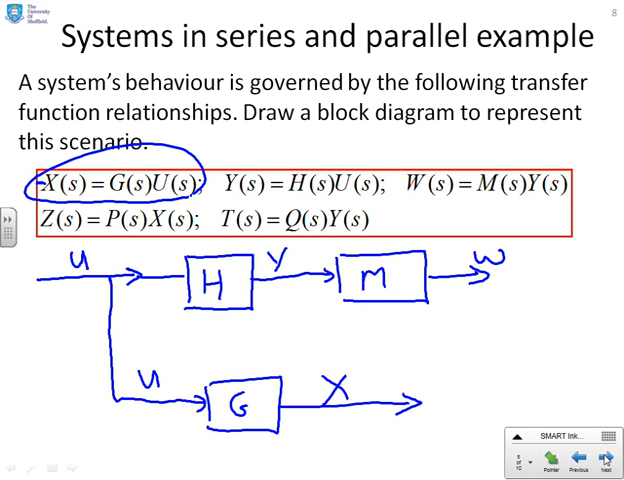 The
University
Of
Sheffield.
8
Systems in series and parallel example
A system's behaviour is governed by the following transfer
function relationships. Draw a block diagram to represent
this scenario.
X(s) = G(s)U(s); Y(s) = H(s)U(s); W(s) = M(s)Y(s)
Z(s) = P(s)X(s); T(s) = Q(s)Y(s)
U H Y M W
U G X
SMART Ink...
Pointer Previous Next